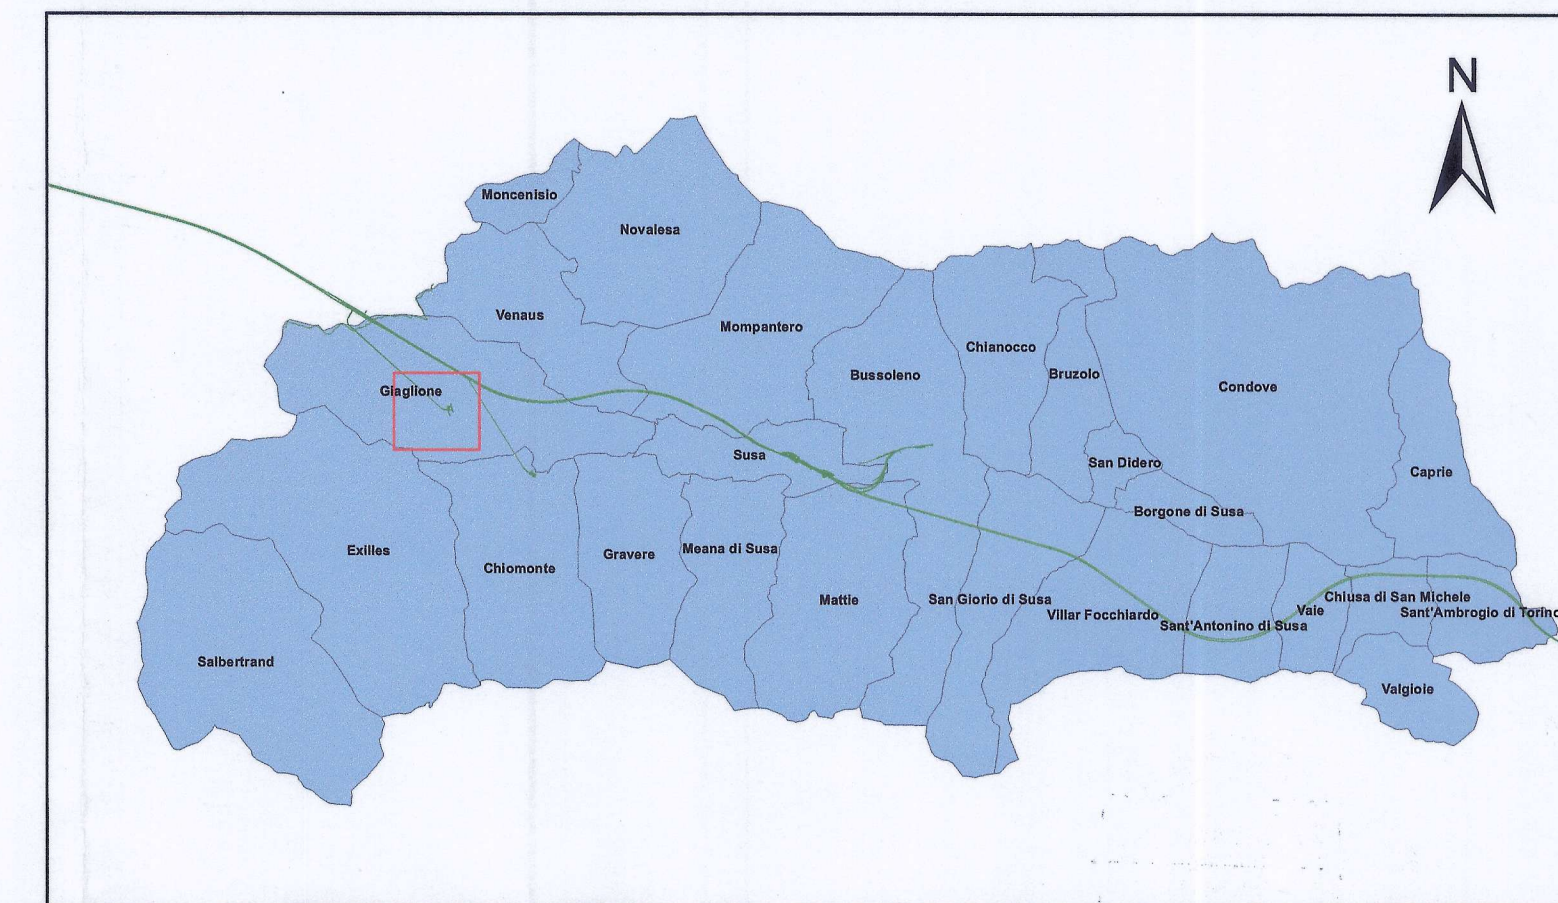 N
Moncenisio
Novalesa
Venaus
Mompantero
Chianocco
Bruzolo
Bussoleno
Condove
Giaglione
Susa
San Didero
Caprie
Borgone di Susa
Exilles
Chiomonte
Gravere
Meana di Susa
Mattie
San Giorio di Susa
Villar Focchiardo
Sant'Antonino di Susa
Vaie
Chiusa di San Michele
Sant'Ambrogio di Torino
Salbertrand
Valgioie